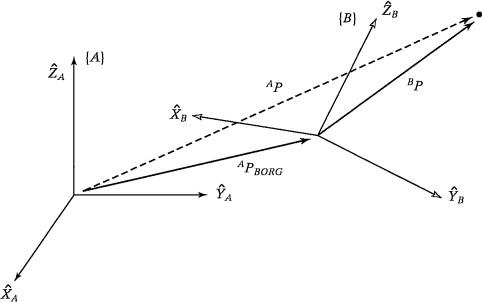 {B}
Ẑ_B
{A}
Ẑ_A
^A P
^B P
X̂_B
^A P_BORG
Ŷ_A
Ŷ_B
X̂_A